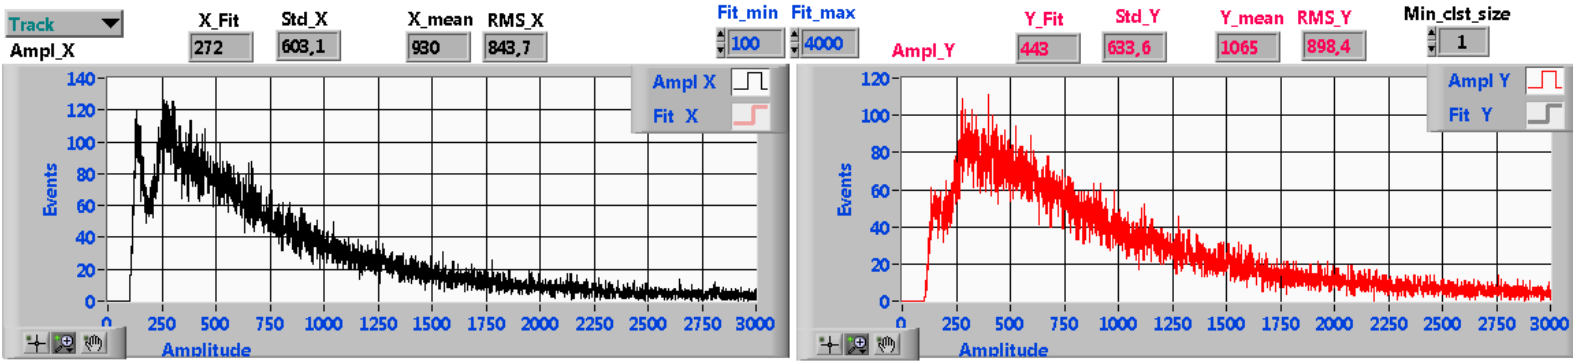 Track
X_Fit Std_X X_mean RMS_X
Ampl_X 272 603,1 930 843,7
Fit_min Fit_max
100 4000
Y_Fit Std_Y Y_mean RMS_Y Min_clst_size
Ampl_Y 443 633,6 1065 898,4 1
Ampl X
Fit X
Events
140
120
100
80
60
40
20
0
0 250 500 750 1000 1250 1500 1750 2000 2250 2500 2750 3000
Amplitude
Ampl Y
Fit Y
Events
120
100
80
60
40
20
0
0 250 500 750 1000 1250 1500 1750 2000 2250 2500 2750 3000
Amplitude